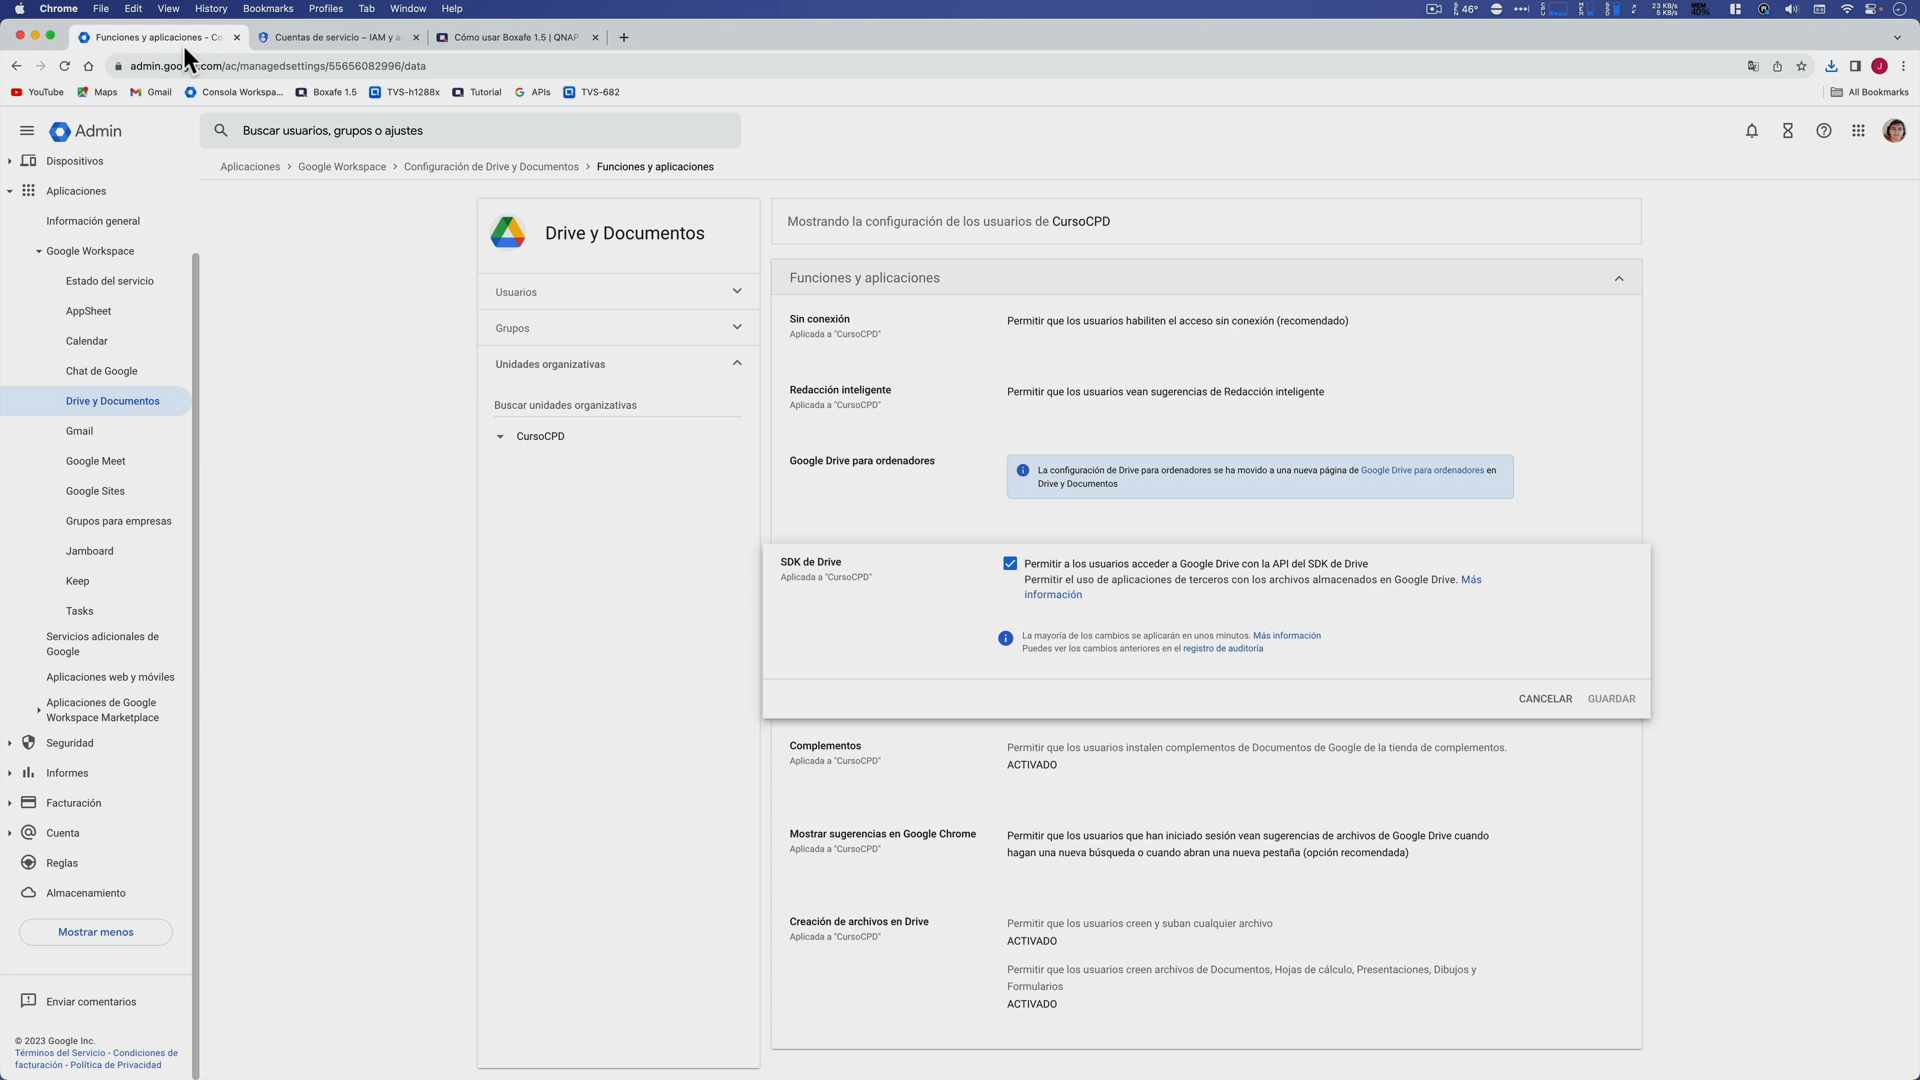 Chrome File Edit View History Bookmarks Profiles Tab Window Help
46° 23 KB/s 5 KB/s MEM 40%
Funciones y aplicaciones - Co
Cuentas de servicio – IAM y a
Cómo usar Boxafe 1.5 | QNAP
admin.goo
.com/ac/managedsettings/55656082996/data
YouTube Maps Gmail Consola Workspa... Boxafe 1.5 TVS-h1288x Tutorial APIs TVS-682 All Bookmarks
Admin
Buscar usuarios, grupos o ajustes
Aplicaciones > Google Workspace > Configuración de Drive y Documentos > Funciones y aplicaciones
Dispositivos
Aplicaciones
Información general
Google Workspace
Estado del servicio
AppSheet
Calendar
Chat de Google
Drive y Documentos
Gmail
Google Meet
Google Sites
Grupos para empresas
Jamboard
Keep
Tasks
Servicios adicionales de
Google
Aplicaciones web y móviles
Aplicaciones de Google
Workspace Marketplace
Seguridad
Informes
Facturación
Cuenta
Reglas
Almacenamiento
Mostrar menos
Enviar comentarios
© 2023 Google Inc.
Términos del Servicio - Condiciones de
facturación - Política de Privacidad
Drive y Documentos
Usuarios
Grupos
Unidades organizativas
Buscar unidades organizativas
CursoCPD
Mostrando la configuración de los usuarios de CursoCPD
Funciones y aplicaciones
Sin conexión
Aplicada a "CursoCPD"
Permitir que los usuarios habiliten el acceso sin conexión (recomendado)
Redacción inteligente
Aplicada a "CursoCPD"
Permitir que los usuarios vean sugerencias de Redacción inteligente
Google Drive para ordenadores
La configuración de Drive para ordenadores se ha movido a una nueva página de Google Drive para ordenadores en
Drive y Documentos
SDK de Drive
Aplicada a "CursoCPD"
Permitir a los usuarios acceder a Google Drive con la API del SDK de Drive
Permitir el uso de aplicaciones de terceros con los archivos almacenados en Google Drive. Más
información
La mayoría de los cambios se aplicarán en unos minutos. Más información
Puedes ver los cambios anteriores en el registro de auditoría
CANCELAR GUARDAR
Complementos
Aplicada a "CursoCPD"
Permitir que los usuarios instalen complementos de Documentos de Google de la tienda de complementos.
ACTIVADO
Mostrar sugerencias en Google Chrome
Aplicada a "CursoCPD"
Permitir que los usuarios que han iniciado sesión vean sugerencias de archivos de Google Drive cuando
hagan una nueva búsqueda o cuando abran una nueva pestaña (opción recomendada)
Creación de archivos en Drive
Aplicada a "CursoCPD"
Permitir que los usuarios creen y suban cualquier archivo
ACTIVADO
Permitir que los usuarios creen archivos de Documentos, Hojas de cálculo, Presentaciones, Dibujos y
Formularios
ACTIVADO